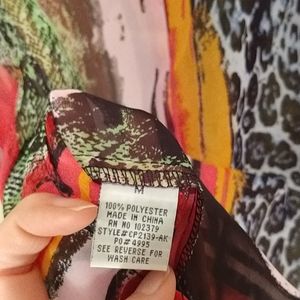 M
100% POLYESTER
MADE IN CHINA
RN NO 102379
STYLE#CP2139-AK
PO# 4995
SEE REVERSE FOR
WASH CARE